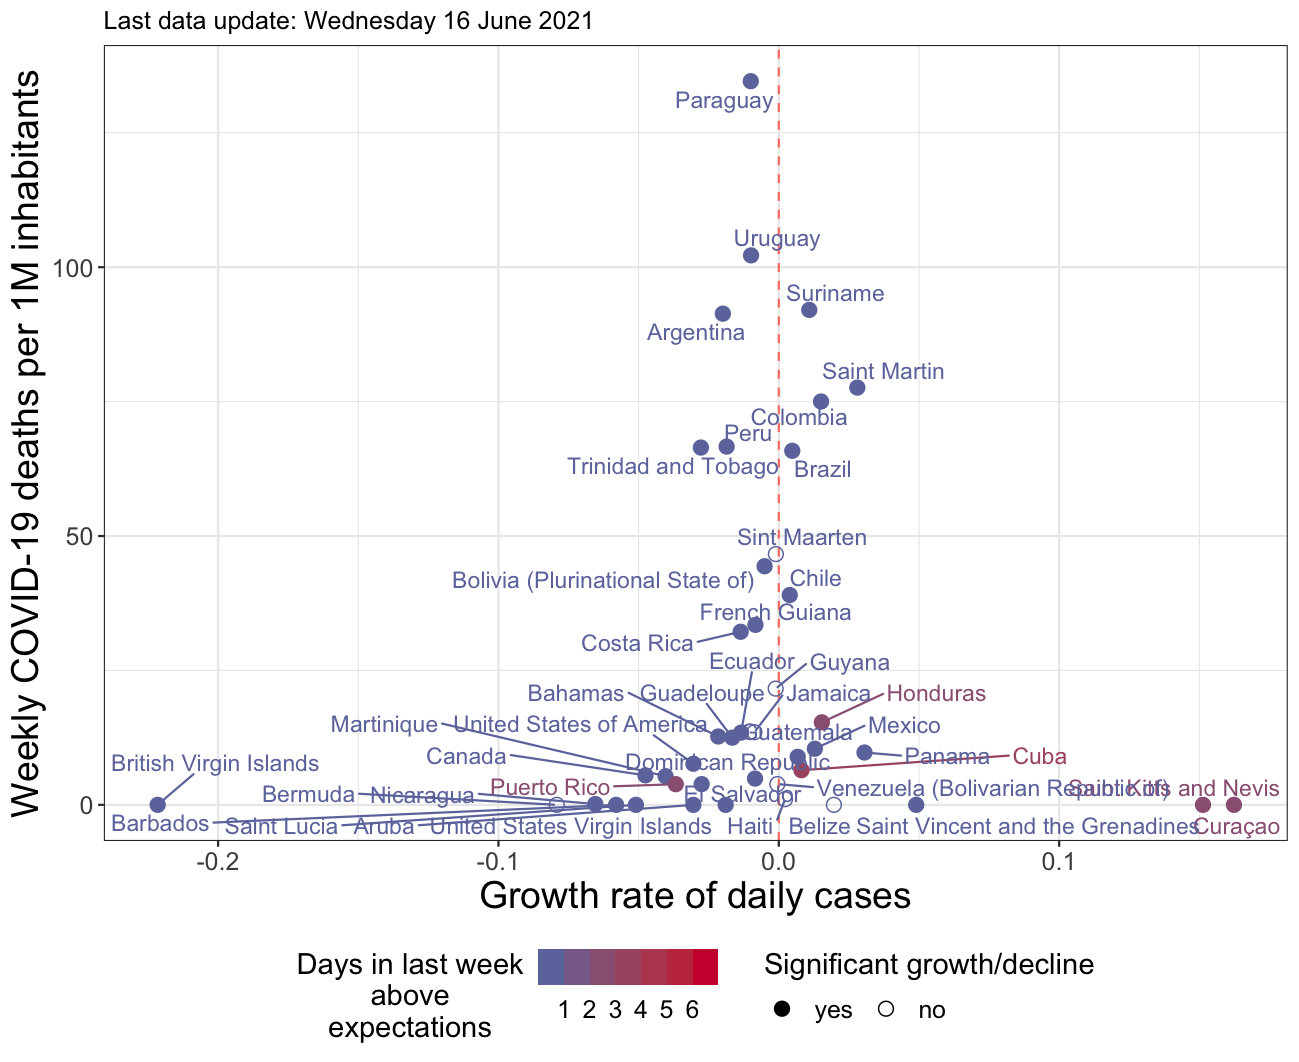 Last data update: Wednesday 16 June 2021
Weekly COVID-19 deaths per 1M inhabitants
Paraguay
Uruguay
100
Suriname
Argentina
Saint Martin
Colombia
Peru
Trinidad and Tobago
Brazil
50
Sint Maarten
Bolivia (Plurinational State of)
Chile
French Guiana
Costa Rica
Ecuador
Guyana
Bahamas
Guadeloupe
Jamaica
Honduras
Martinique
United States of America
Guatemala
Mexico
Canada
Dominican Republic
Panama
Cuba
British Virgin Islands
Puerto Rico
Bermuda
Nicaragua
El Salvador
Venezuela (Bolivarian Republic of)
Saint Kitts and Nevis
0
Barbados
Saint Lucia
Aruba
United States Virgin Islands
Haiti
Belize
Saint Vincent and the Grenadines
Curaçao
-0.2
-0.1
0.0
0.1
Growth rate of daily cases
Days in last week
above
expectations
1 2 3 4 5 6
Significant growth/decline
yes
no